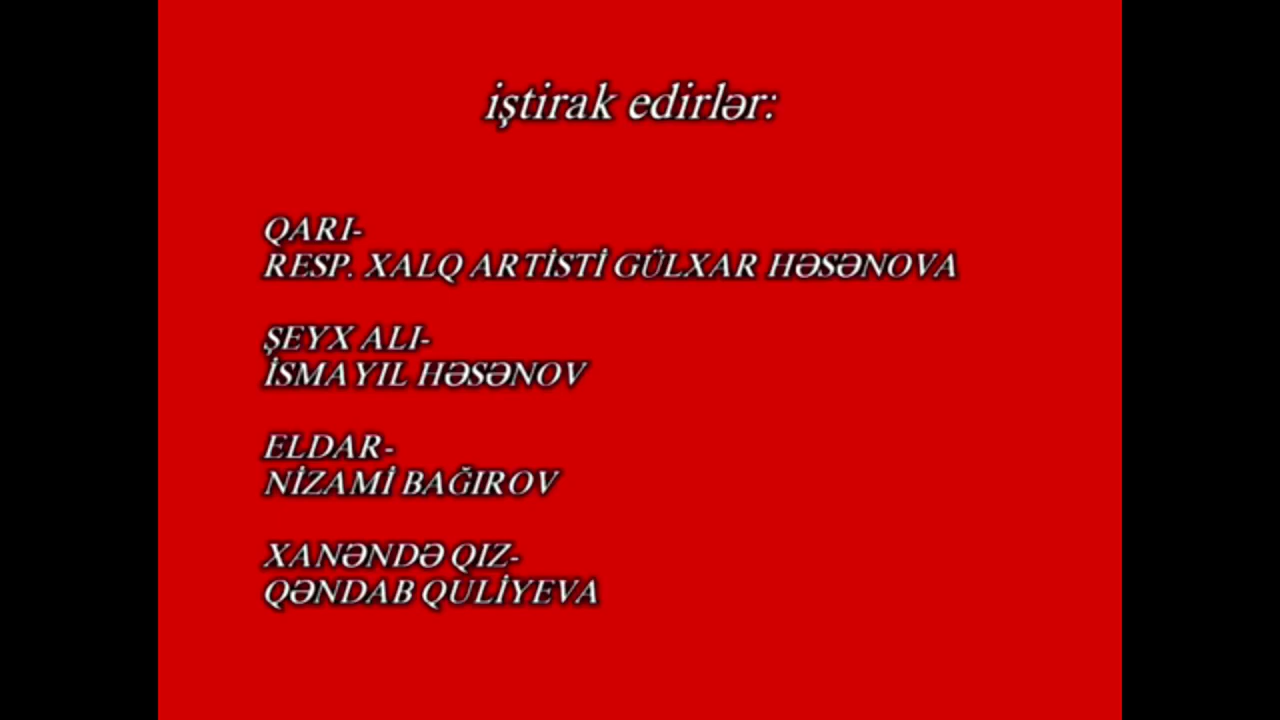 iştirak edirlər:
QARI-
RESP. XALQ ARTİSTİ GÜLXAR HƏSƏNOVA
ŞEYX ALI-
İSMAYIL HƏSƏNOV
ELDAR-
NİZAMİ BAĞIROV
XANƏNDƏ QIZ-
QƏNDAB QULİYEVA